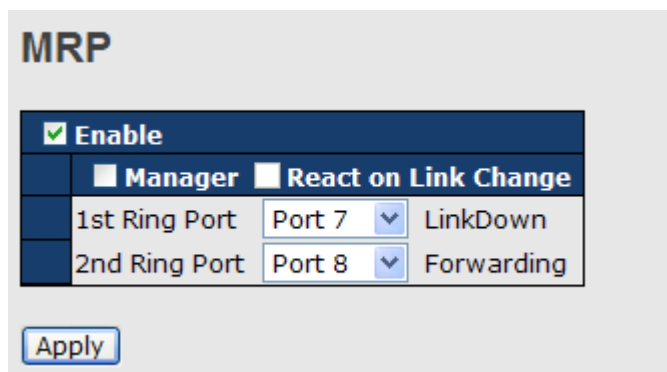 MRP
Enable
Manager React on Link Change
1st Ring Port Port 7 LinkDown
2nd Ring Port Port 8 Forwarding
Apply